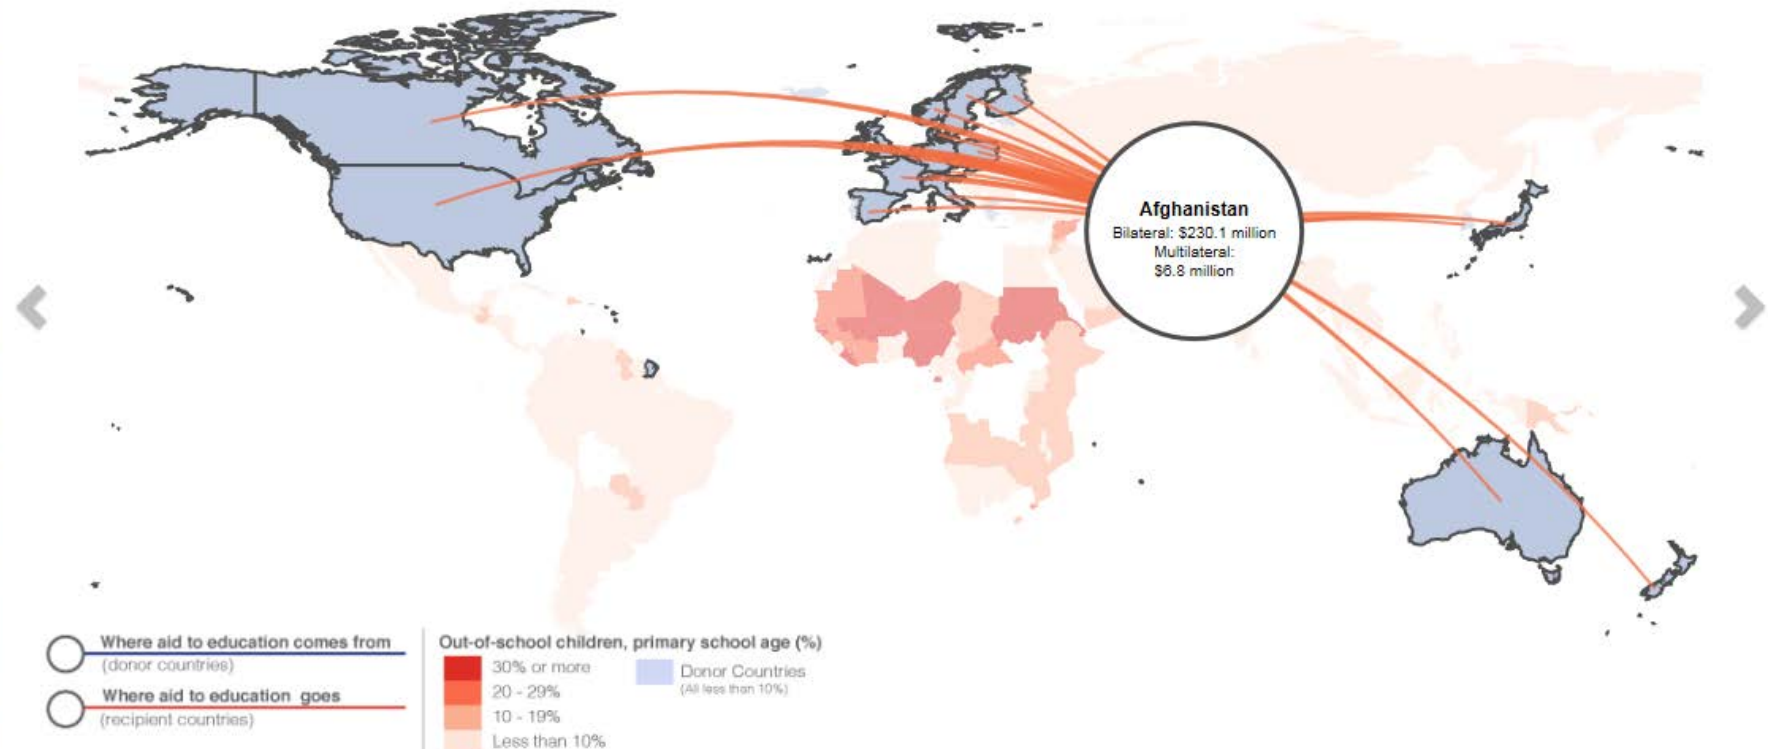 Afghanistan
Bilateral: $230.1 million
Multilateral:
$6.8 million
Where aid to education comes from
(donor countries)
Where aid to education goes
(recipient countries)
Out-of-school children, primary school age (%)
30% or more
20 - 29%
10 - 19%
Less than 10%
Donor Countries
(All less than 10%)